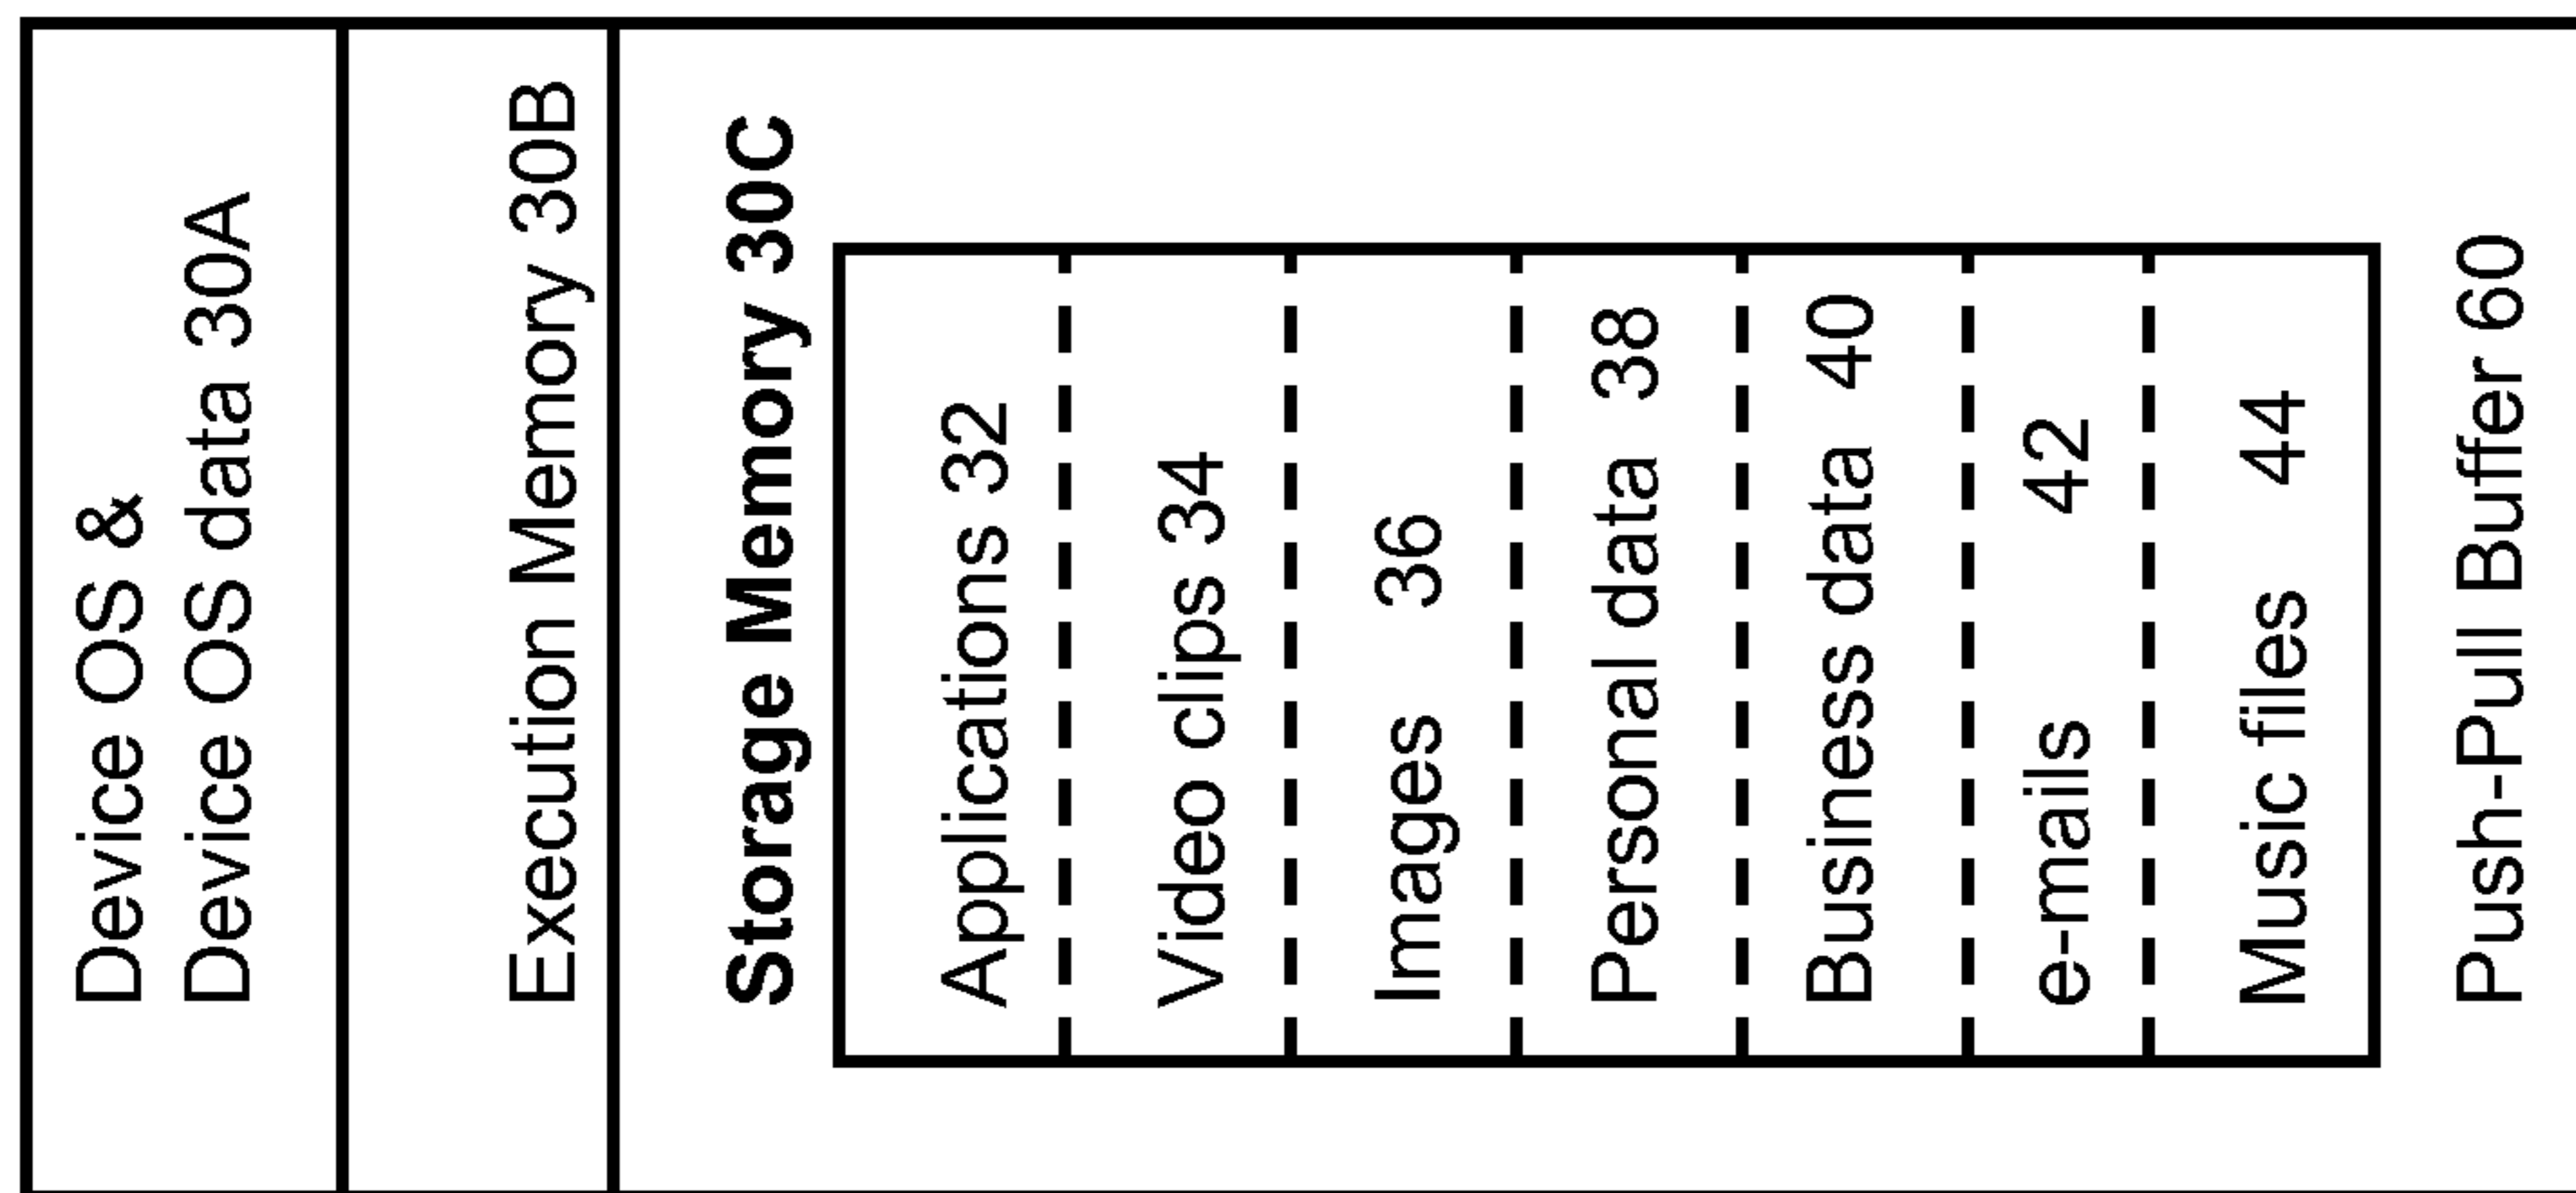 Device OS &
Device OS data 30A
Execution Memory 30B
Storage Memory 30C
Applications 32
Video clips 34
Images 36
Personal data 38
Business data 40
e-mails 42
Music files 44
Push-Pull Buffer 60